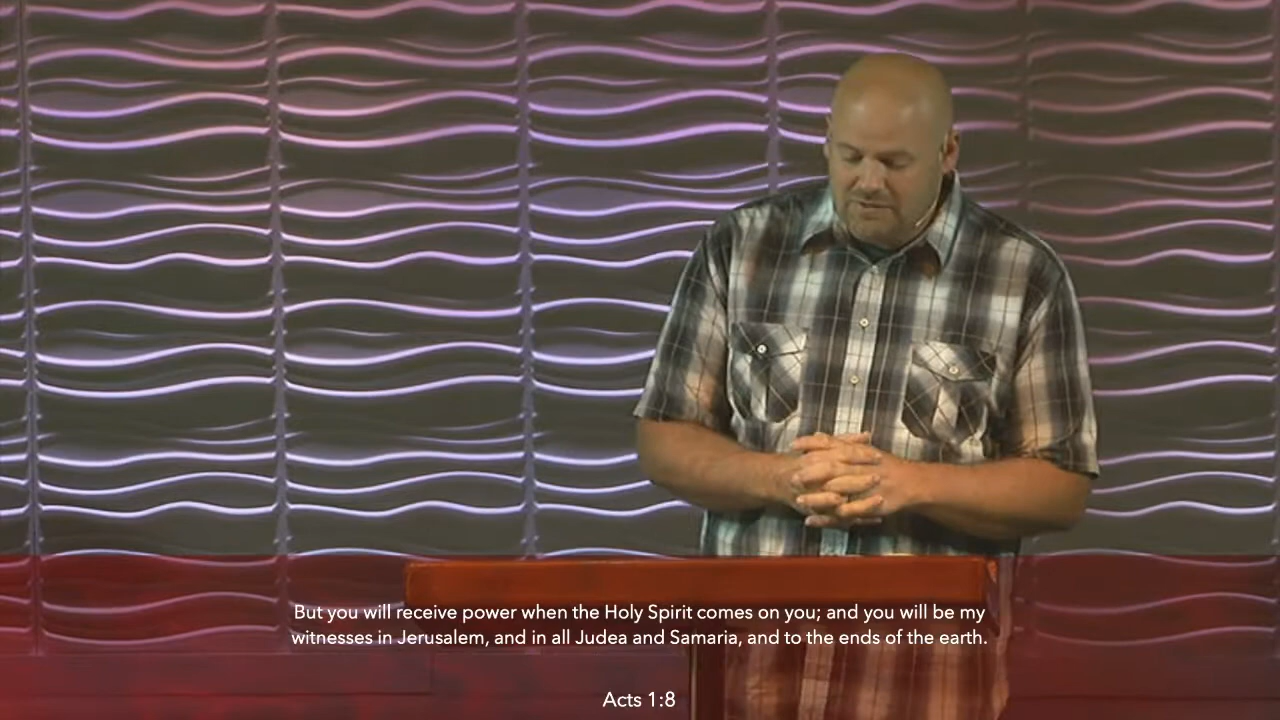 But you will receive power when the Holy Spirit comes on you; and you will be my
witnesses in Jerusalem, and in all Judea and Samaria, and to the ends of the earth.
Acts 1:8